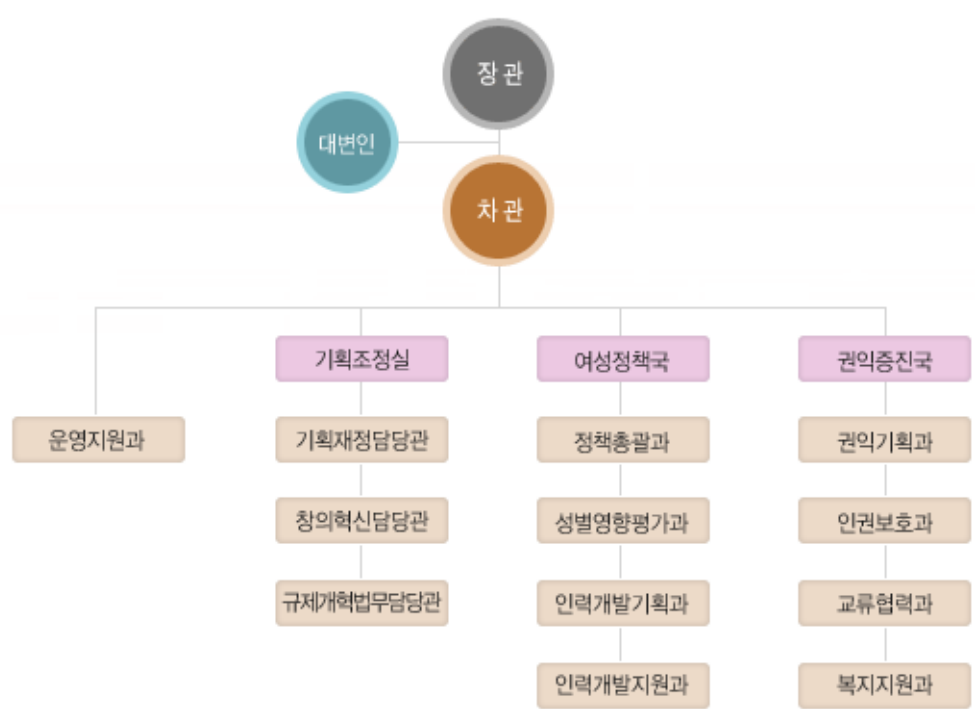 장 관
대변인
차 관
기획조정실
여성정책국
권익증진국
운영지원과
기획재정담당관
정책총괄과
권익기획과
창의혁신담당관
성별영향평가과
인권보호과
규제개혁법무담당관
인력개발기획과
교류협력과
인력개발지원과
복지지원과